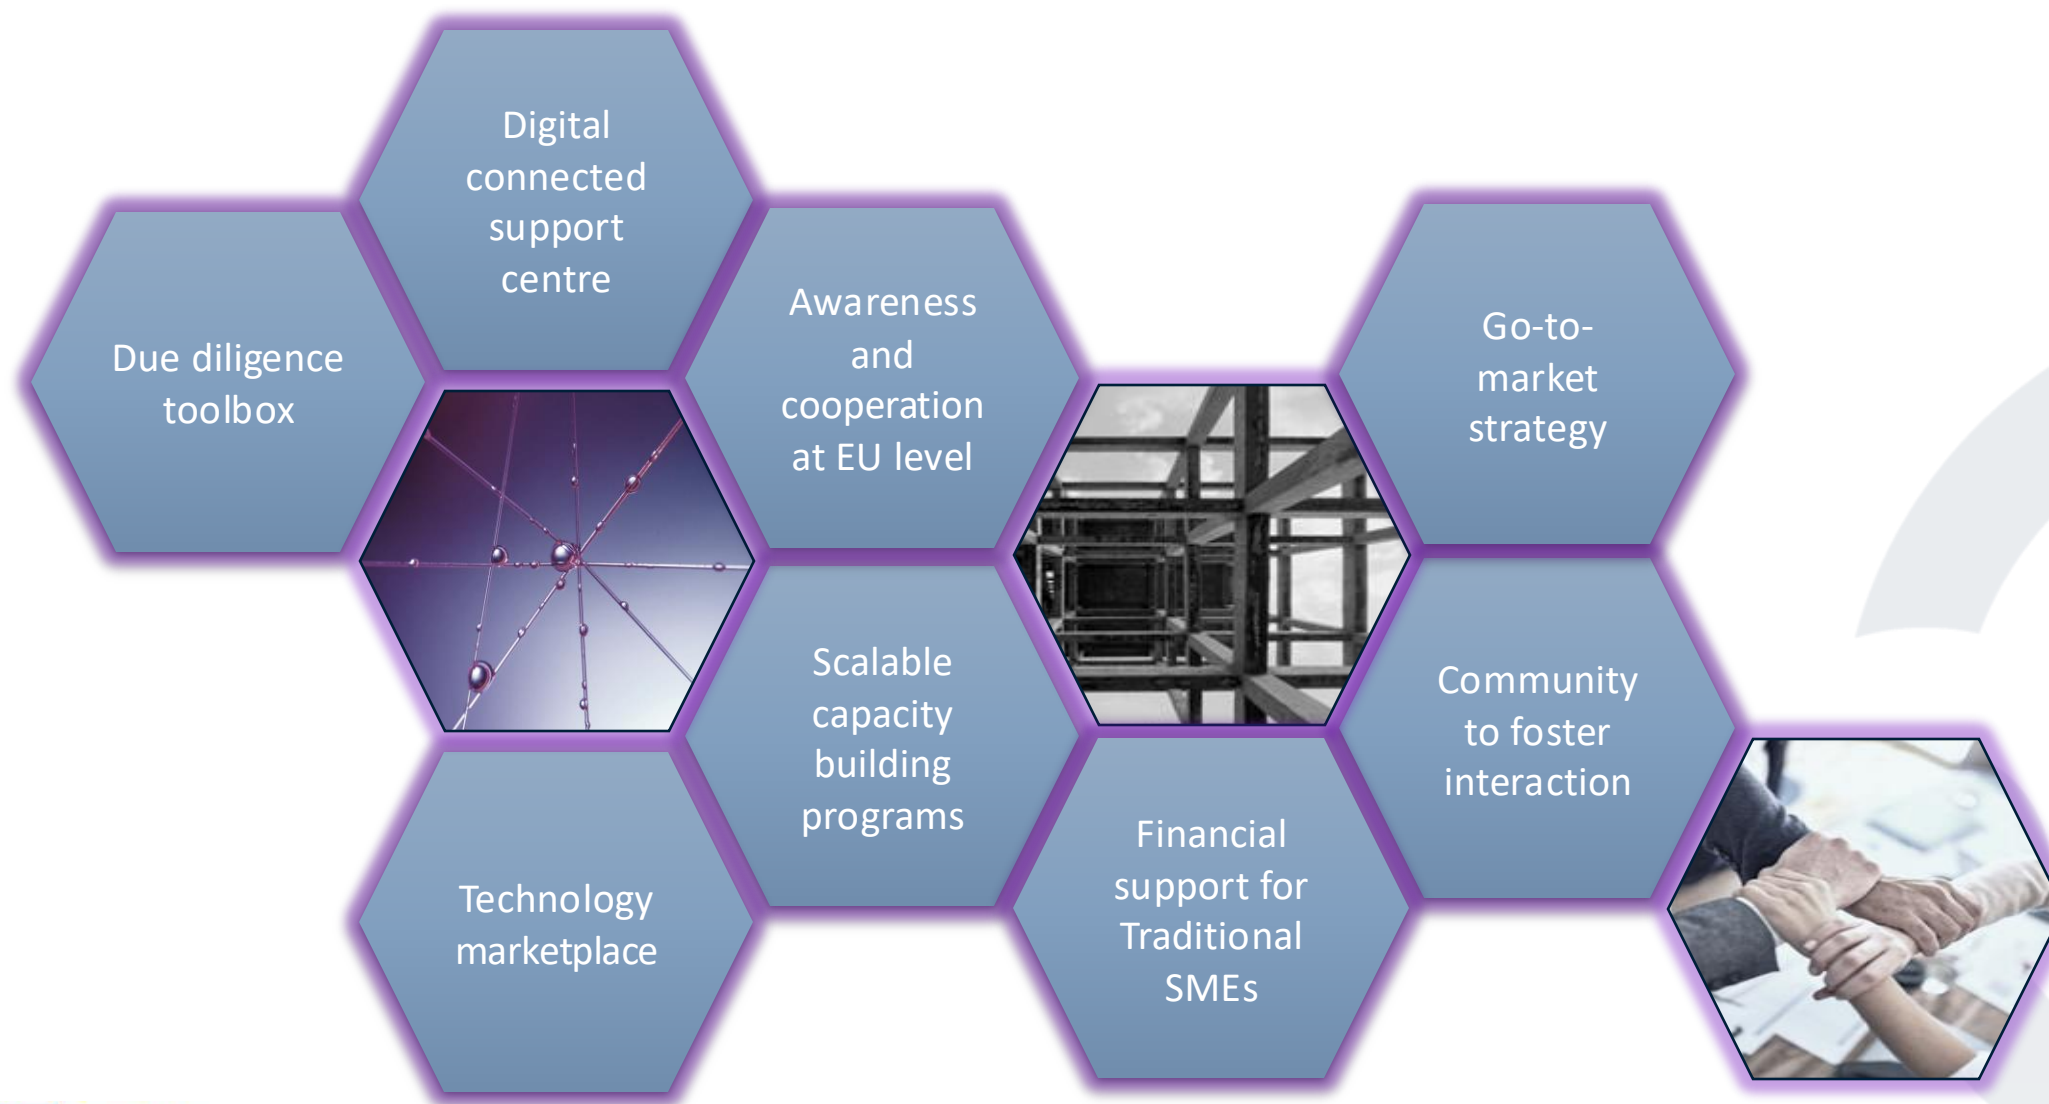 Digital
connected
support
centre
Due diligence
toolbox
Awareness
and
cooperation
at EU level
Go-to-
market
strategy
Scalable
capacity
building
programs
Community
to foster
interaction
Technology
marketplace
Financial
support for
Traditional
SMEs